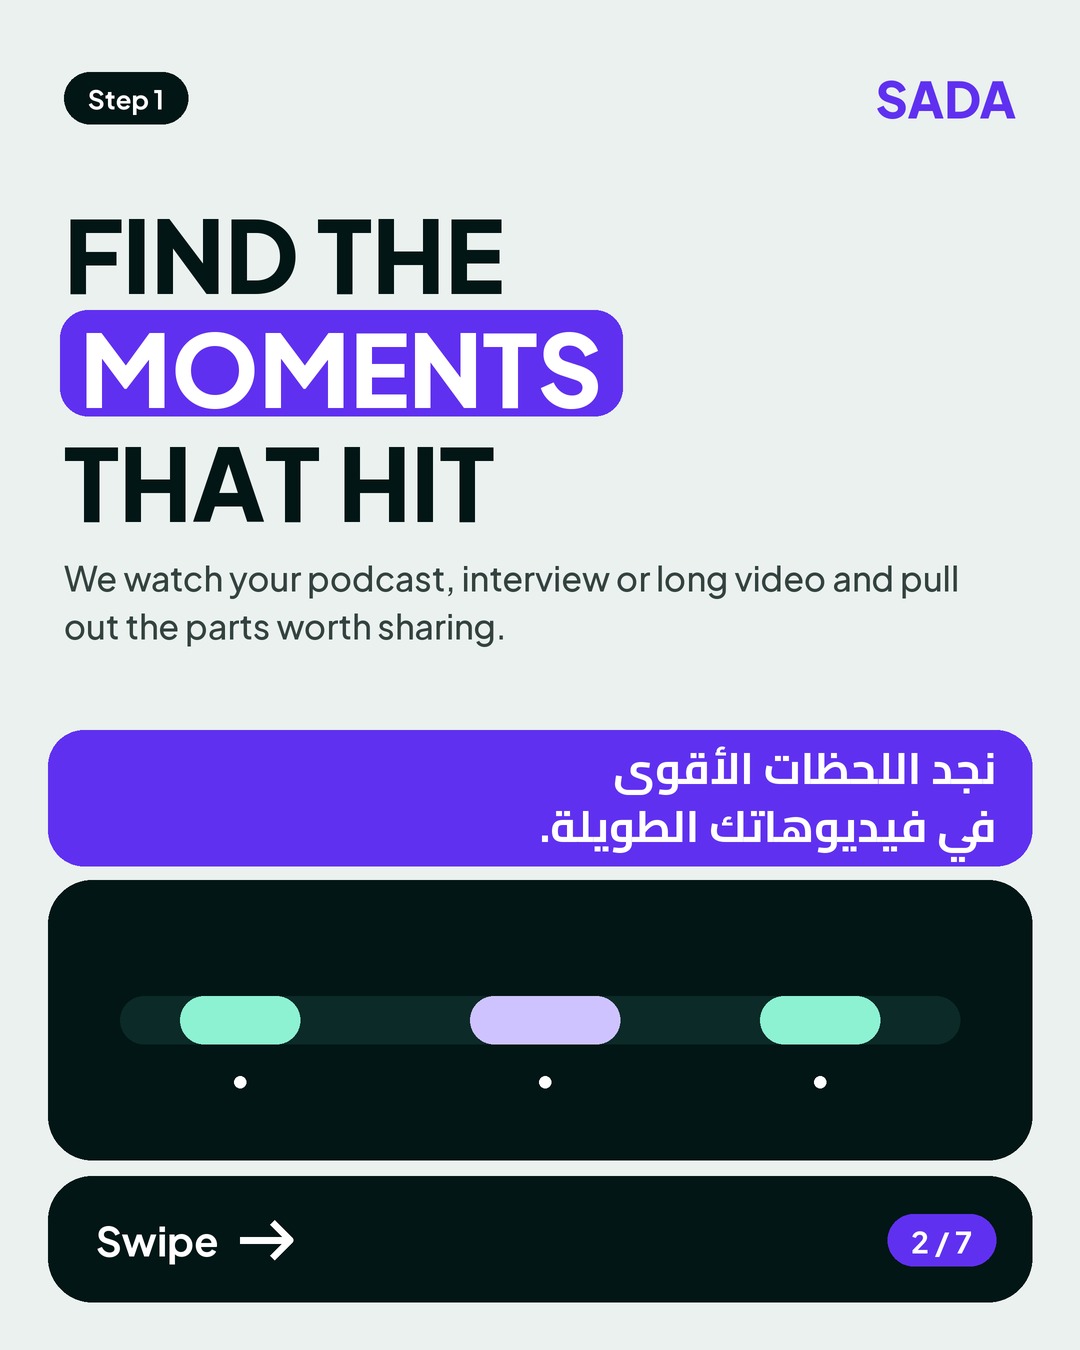 Step 1
SADA
FIND THE
MOMENTS
THAT HIT
We watch your podcast, interview or long video and pull
out the parts worth sharing.
نجد اللحظات الأقوى
في فيديوهاتك الطويلة.
Swipe →
2 / 7